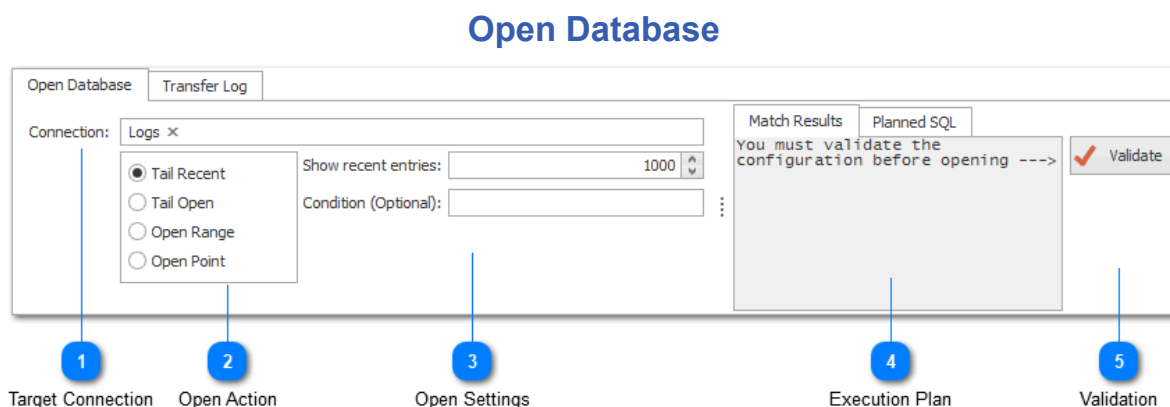 Open Database
Open Database Transfer Log
Connection: Logs ×
Tail Recent
Tail Open
Open Range
Open Point
Show recent entries: 1000
Condition (Optional):
Match Results Planned SQL
You must validate the
configuration before opening --->
Validate
1 2 3 4 5
Target Connection Open Action Open Settings Execution Plan Validation